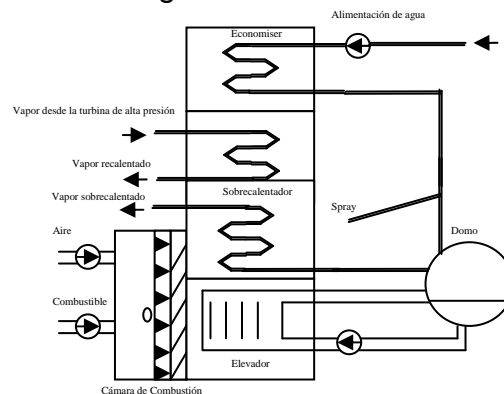 Alimentación de agua
Economiser
Vapor desde la turbina de alta presión
Vapor recalentado
Sobrecalentador
Vapor sobrecalentado
Spray
Aire
Domo
Combustible
Elevador
Cámara de Combustión